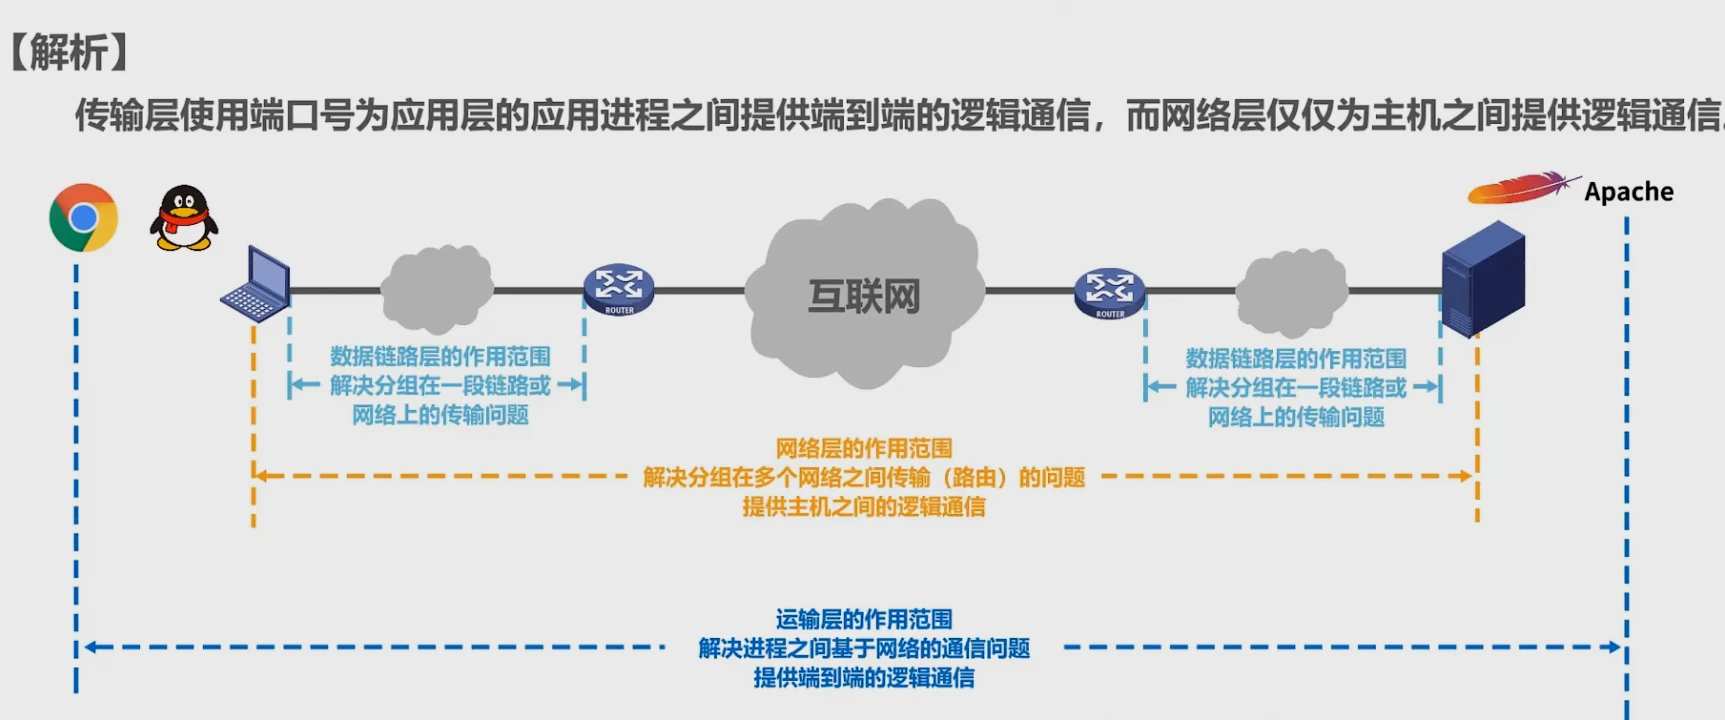 【解析】
传输层使用端口号为应用层的应用进程之间提供端到端的逻辑通信，而网络层仅仅为主机之间提供逻辑通信。
Apache
互联网
ROUTER
ROUTER
数据链路层的作用范围
解决分组在一段链路或
网络上的传输问题
数据链路层的作用范围
解决分组在一段链路或
网络上的传输问题
网络层的作用范围
解决分组在多个网络之间传输（路由）的问题
提供主机之间的逻辑通信
运输层的作用范围
解决进程之间基于网络的通信问题
提供端到端的逻辑通信